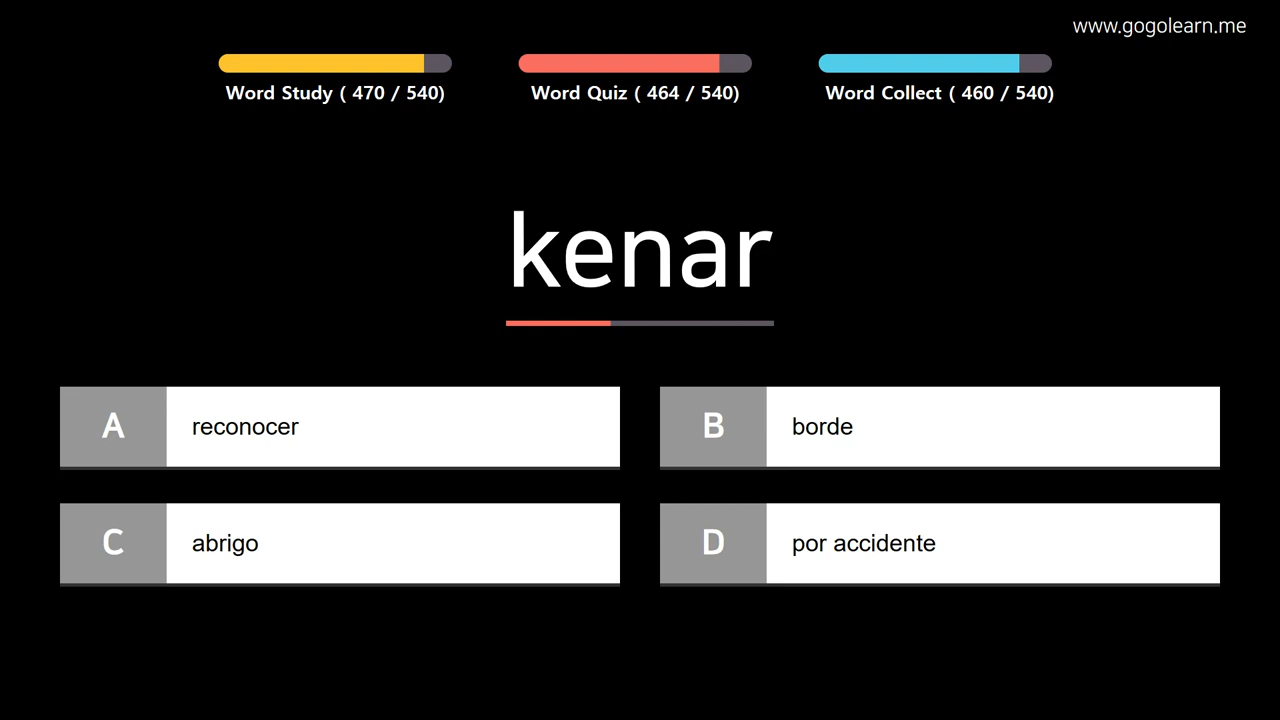 www.gogolearn.me
Word Study ( 470 / 540)
Word Quiz ( 464 / 540)
Word Collect ( 460 / 540)
kenar
A reconocer
B borde
C abrigo
D por accidente